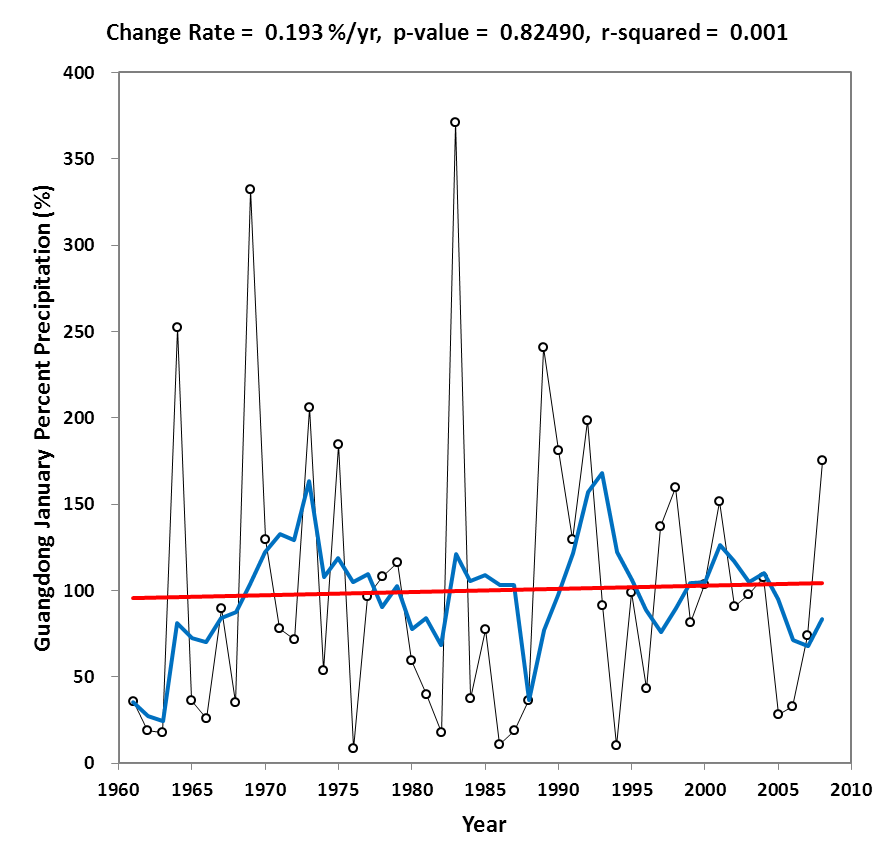 Change Rate = 0.193 %/yr, p-value = 0.82490, r-squared = 0.001
Guangdong January Percent Precipitation (%)
400
350
300
250
200
150
100
50
0
1960 1965 1970 1975 1980 1985 1990 1995 2000 2005 2010
Year